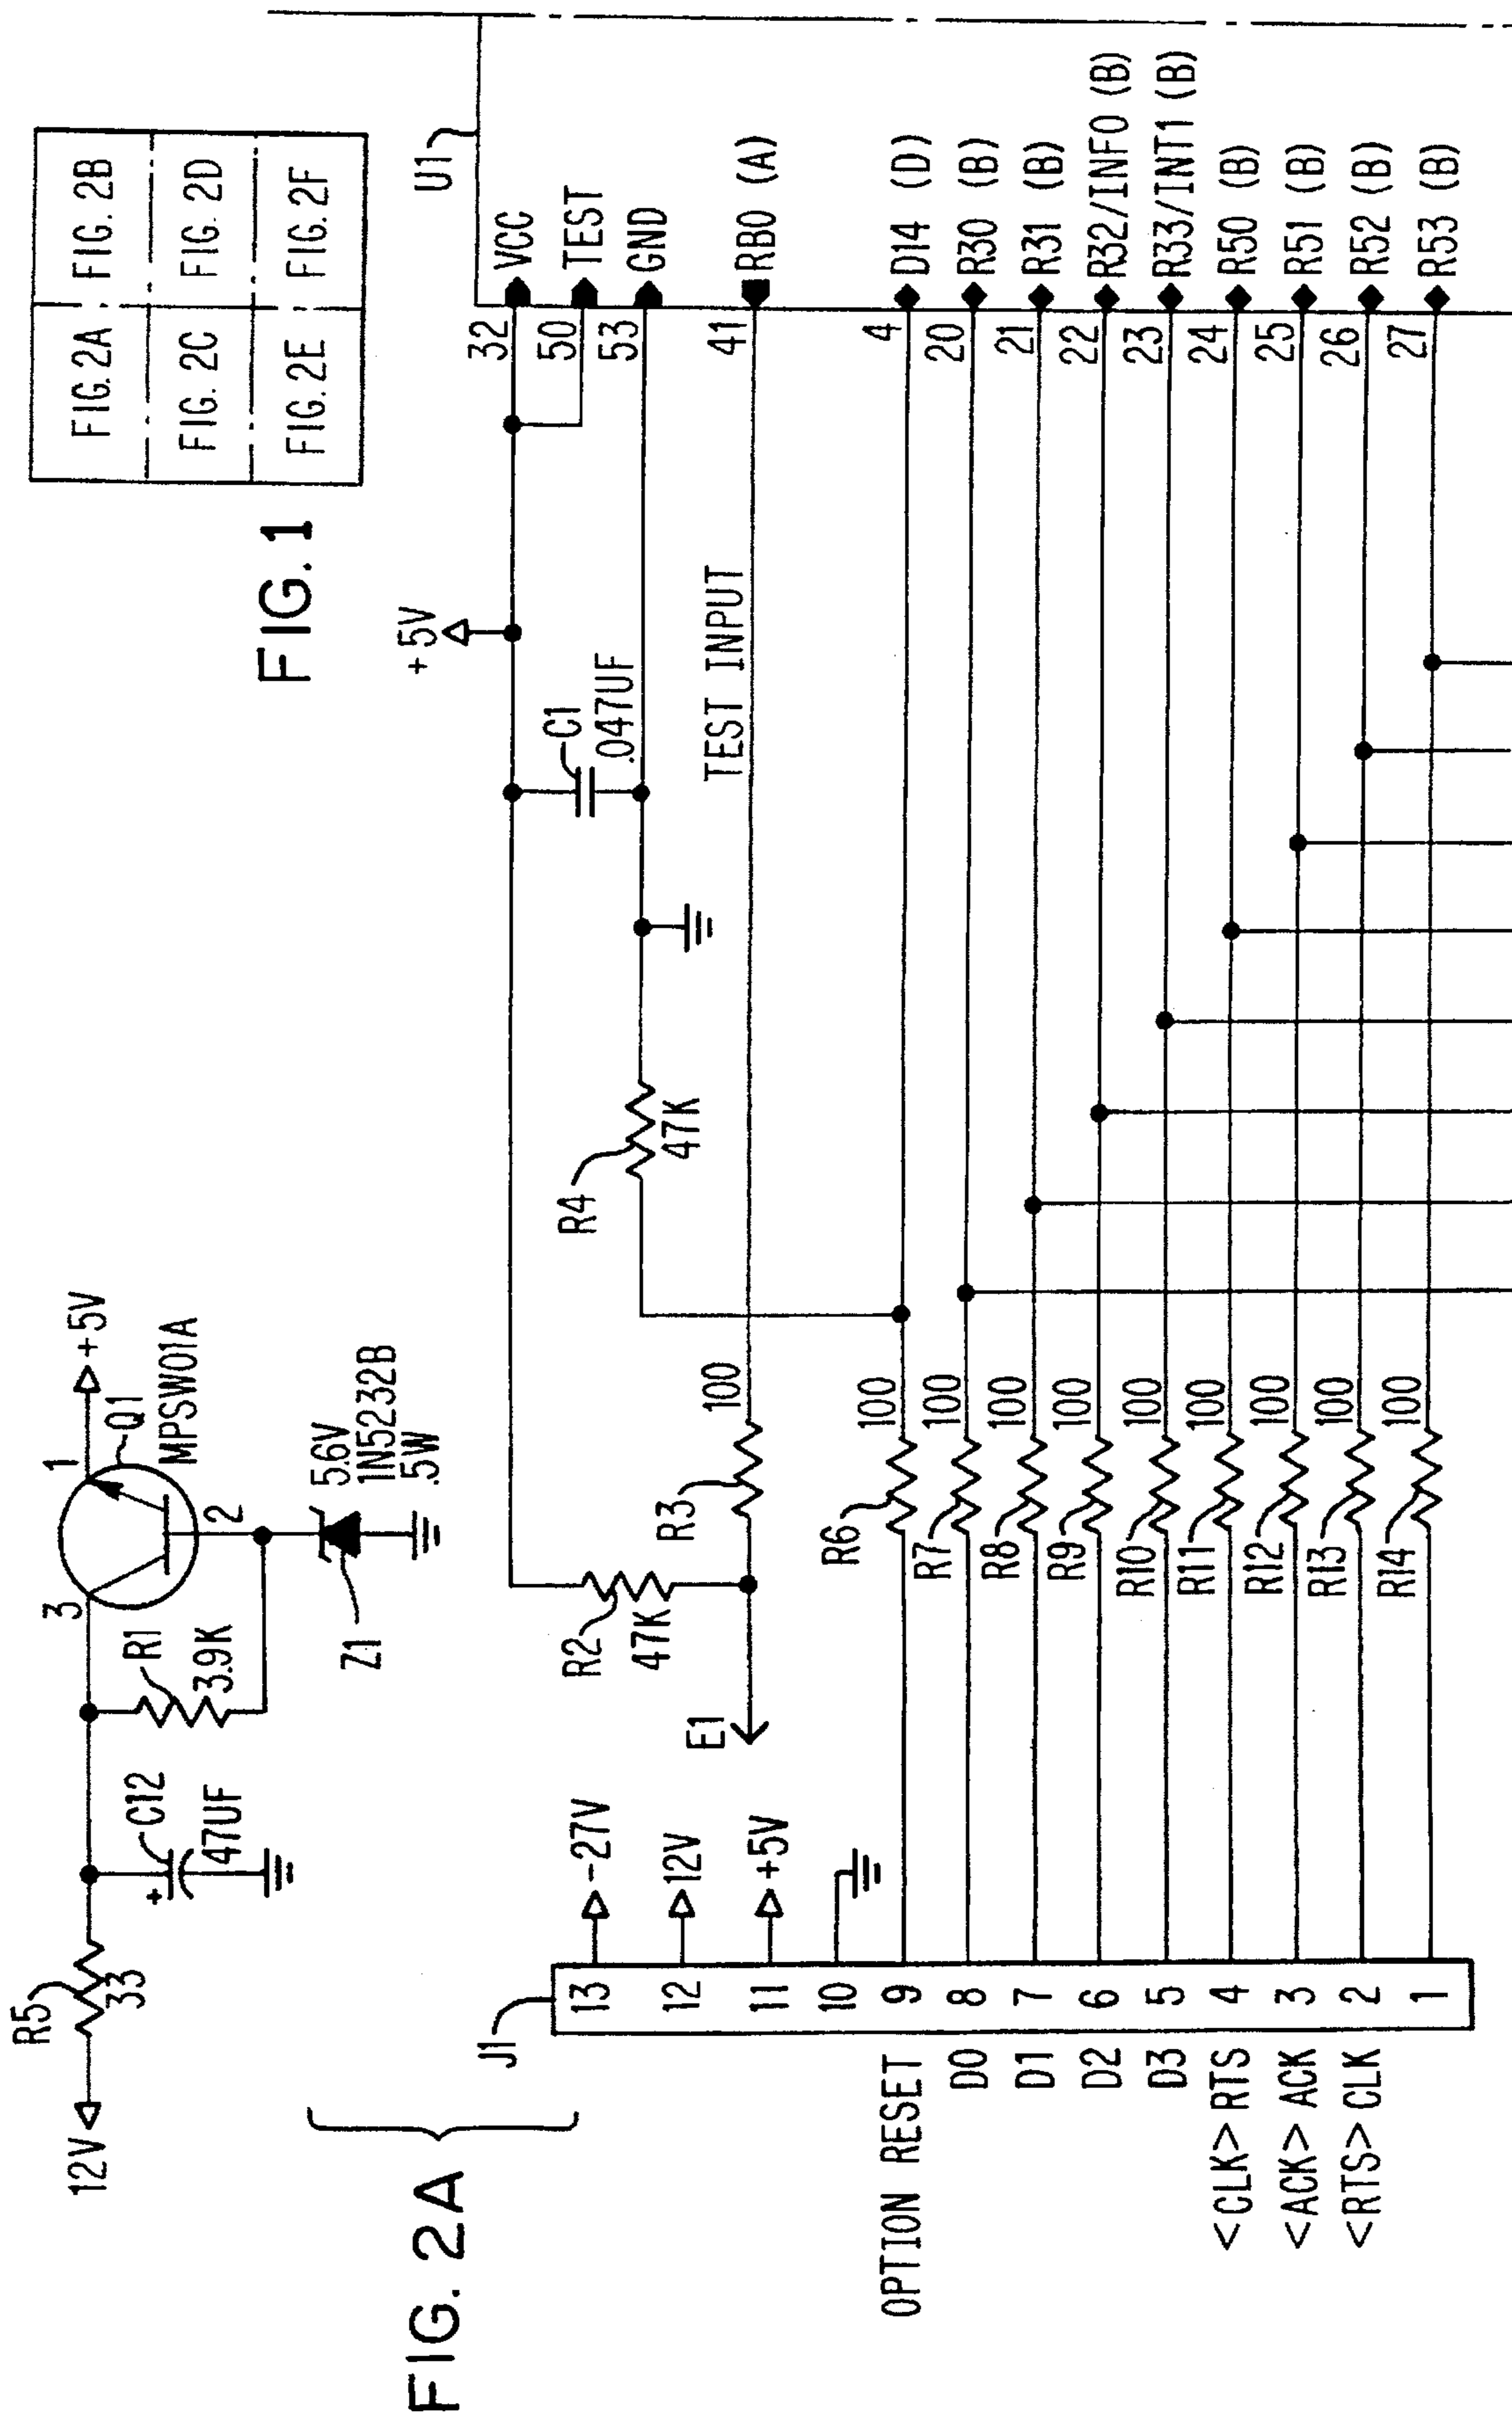 FIG. 2A
FIG. 1
FIG. 2A FIG. 2B
FIG. 2C FIG. 2D
FIG. 2E FIG. 2F
12V
R5
33
C12
+
47UF
R1
3.9K
3
1
2
Q1
MPSW01A
+5V
Z1
5.6V
1N5232B
.5W
+5V
U1
32 VCC
50 TEST
53 GND
41 RB0 (A)
4 D14 (D)
20 R30 (B)
21 R31 (B)
22 R32/INFO (B)
23 R33/INT1 (B)
24 R50 (B)
25 R51 (B)
26 R52 (B)
27 R53 (B)
C1
.047UF
TEST INPUT
R4
47K
R2
47K
R3
100
E1
J1
13 -27V
12 12V
11 +5V
10
OPTION RESET 9 R6 100
D0 8 R7 100
D1 7 R8 100
D2 6 R9 100
D3 5 R10 100
<CLK> RTS 4 R11 100
<ACK> ACK 3 R12 100
<RTS> CLK 2 R13 100
1 R14 100